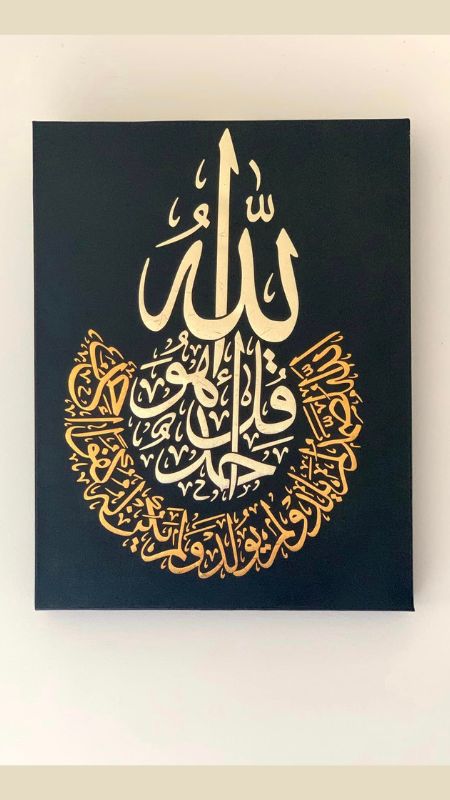 قُلْ هُوَ اللّٰهُ أَحَدٌ
اللّٰهُ الصَّمَدُ لَمْ يَلِدْ وَلَمْ يُولَدْ وَلَمْ يَكُنْ لَهُ كُفُوًا أَحَدٌ